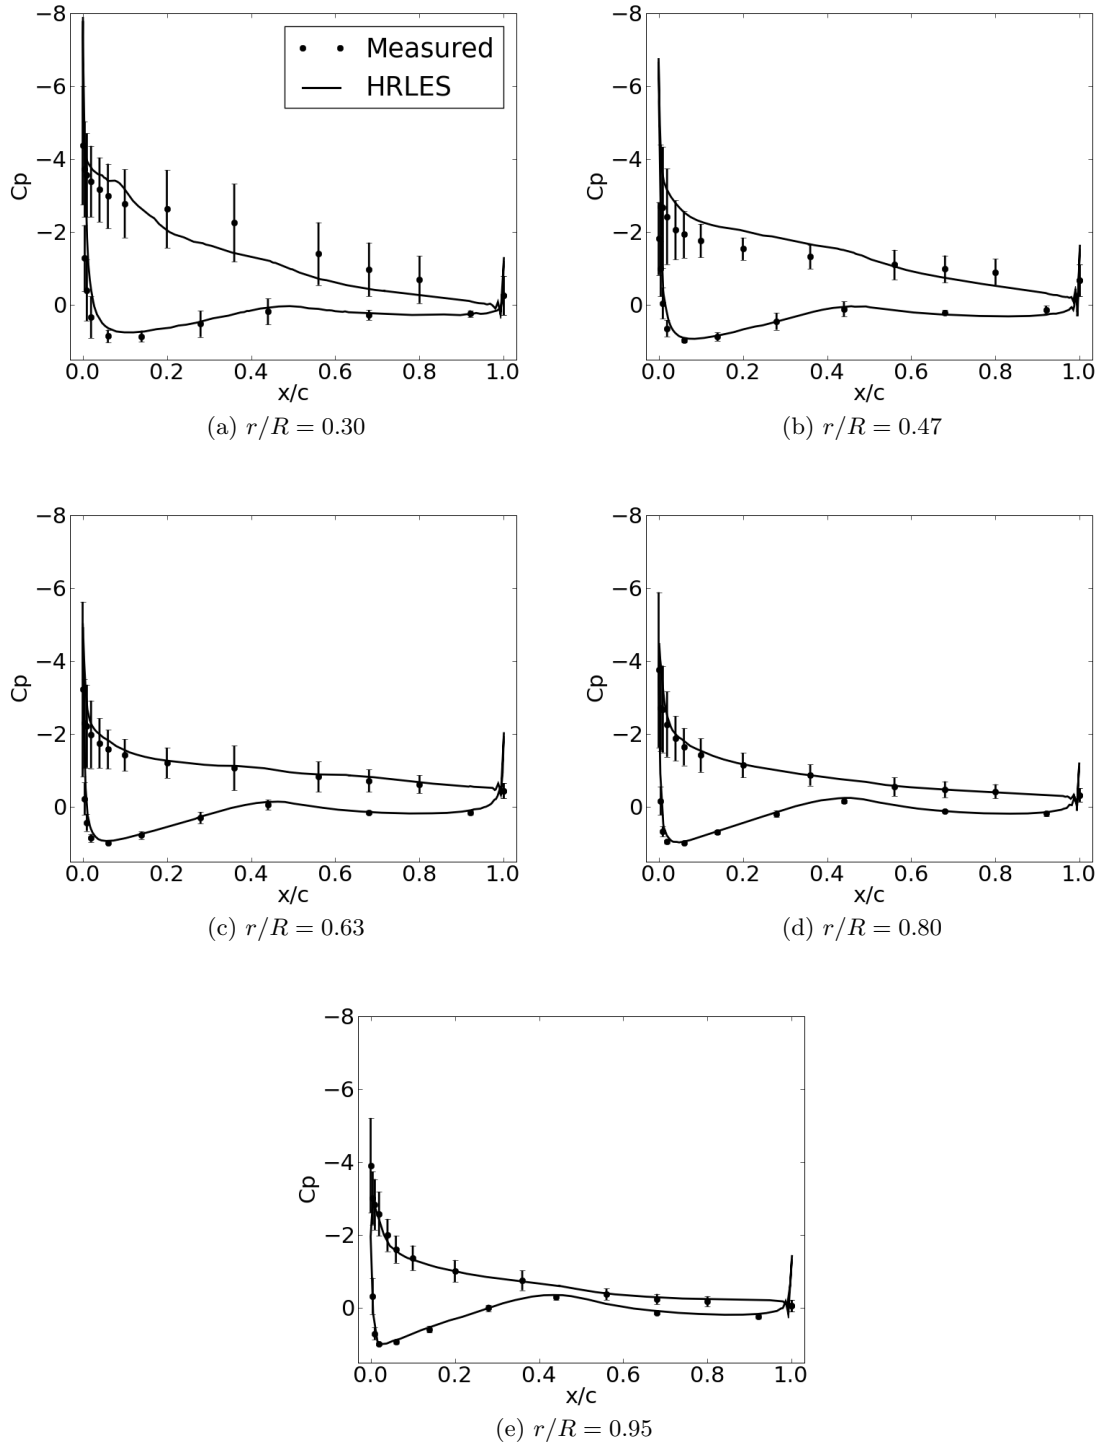 −8
−6
−4
−2
0
Cp
Measured
HRLES
0.0 0.2 0.4 0.6 0.8 1.0
x/c
(a) r/R = 0.30
−8
−6
−4
−2
0
Cp
0.0 0.2 0.4 0.6 0.8 1.0
x/c
(b) r/R = 0.47
−8
−6
−4
−2
0
Cp
0.0 0.2 0.4 0.6 0.8 1.0
x/c
(c) r/R = 0.63
−8
−6
−4
−2
0
Cp
0.0 0.2 0.4 0.6 0.8 1.0
x/c
(d) r/R = 0.80
−8
−6
−4
−2
0
Cp
0.0 0.2 0.4 0.6 0.8 1.0
x/c
(e) r/R = 0.95